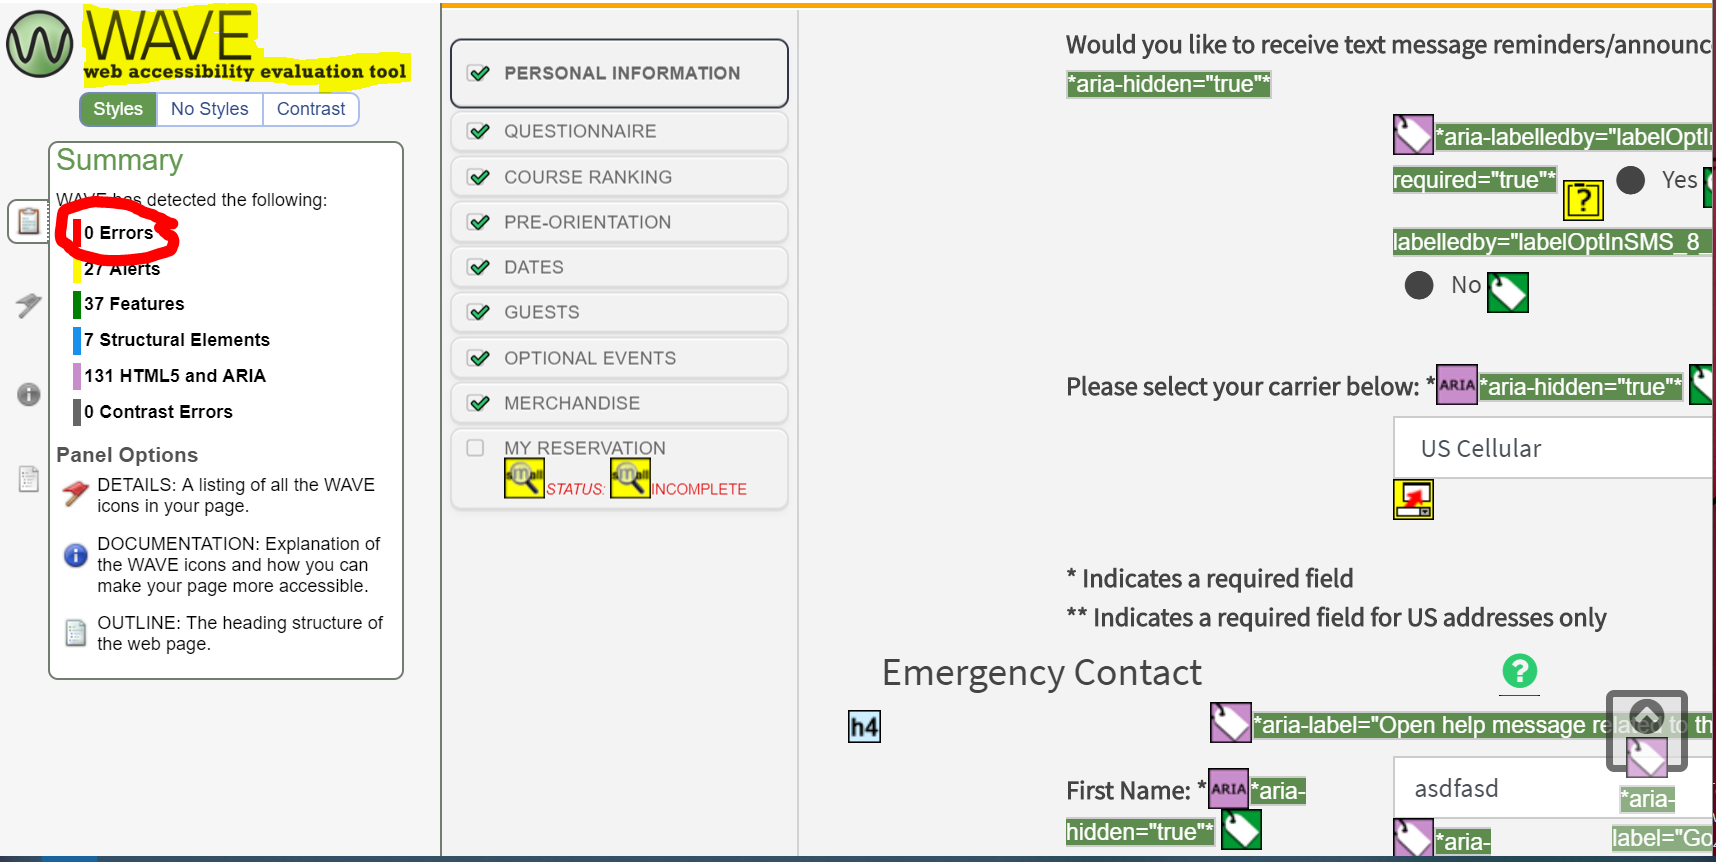 WAVE
web accessibility evaluation tool
Styles No Styles Contrast
Summary
WAVE has detected the following:
0 Errors
27 Alerts
37 Features
7 Structural Elements
131 HTML5 and ARIA
0 Contrast Errors
Panel Options
DETAILS: A listing of all the WAVE
icons in your page.
DOCUMENTATION: Explanation of
the WAVE icons and how you can
make your page more accessible.
OUTLINE: The heading structure of
the web page.
PERSONAL INFORMATION
QUESTIONNAIRE
COURSE RANKING
PRE-ORIENTATION
DATES
GUESTS
OPTIONAL EVENTS
MERCHANDISE
MY RESERVATION
small STATUS: small INCOMPLETE
Would you like to receive text message reminders/announc
*aria-hidden="true"*
*aria-labelledby="labelOptI
required="true"* ? Yes
labelledby="labelOptInSMS_8_
No
Please select your carrier below: * ARIA *aria-hidden="true"*
US Cellular
* Indicates a required field
** Indicates a required field for US addresses only
Emergency Contact ?
h4
*aria-label="Open help message related to th
First Name: * ARIA *aria-
hidden="true"*
asdfasd
*aria-
label="Go
*aria-